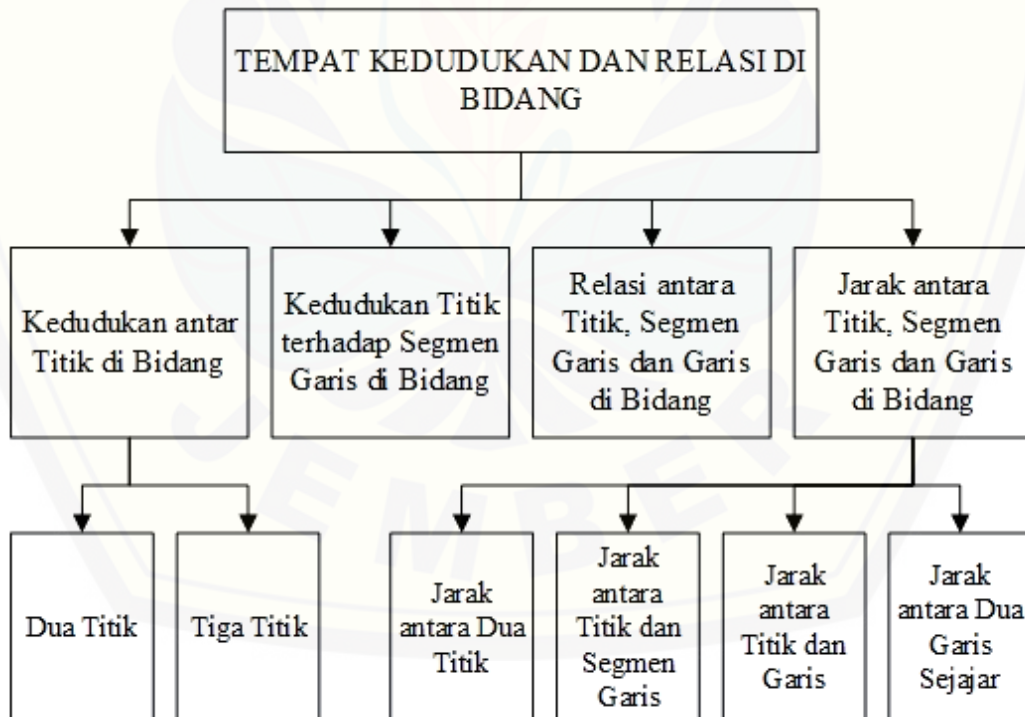 TEMPAT KEDUDUKAN DAN RELASI DI
BIDANG
Kedudukan antar
Titik di Bidang
Kedudukan Titik
terhadap Segmen
Garis di Bidang
Relasi antara
Titik, Segmen
Garis dan Garis
di Bidang
Jarak antara
Titik, Segmen
Garis dan Garis
di Bidang
Dua Titik
Tiga Titik
Jarak
antara Dua
Titik
Jarak
antara
Titik dan
Segmen
Garis
Jarak
antara
Titik dan
Garis
Jarak
antara Dua
Garis
Sejajar
JEMBER